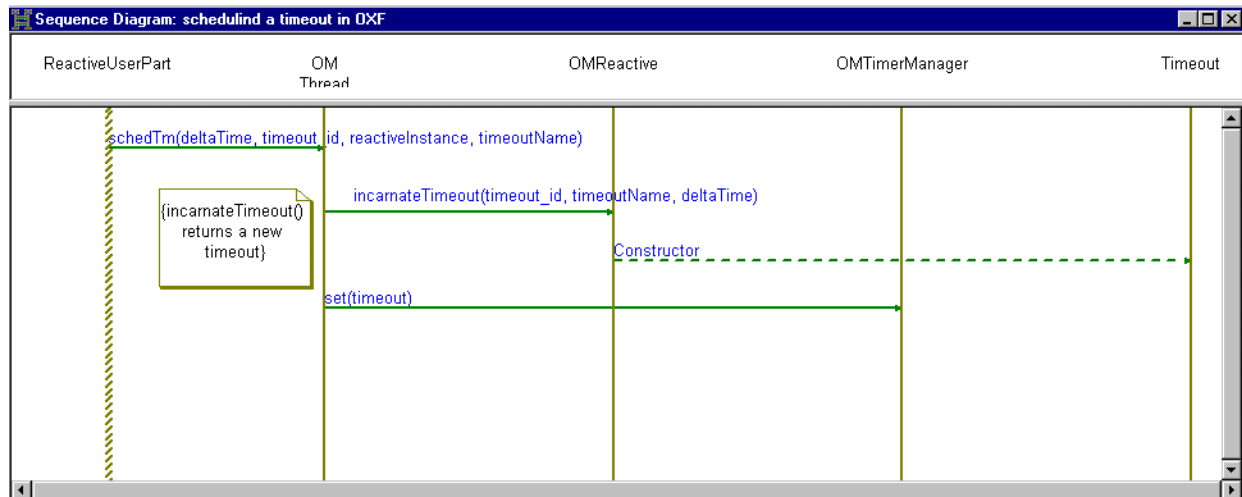 Sequence Diagram: schedulind a timeout in OXF
ReactiveUserPart
OM
Thread
OMReactive
OMTimerManager
Timeout
schedTm(deltaTime, timeout_id, reactiveInstance, timeoutName)
incarnateTimeout(timeout_id, timeoutName, deltaTime)
{incarnateTimeout()
returns a new
timeout}
Constructor
set(timeout)